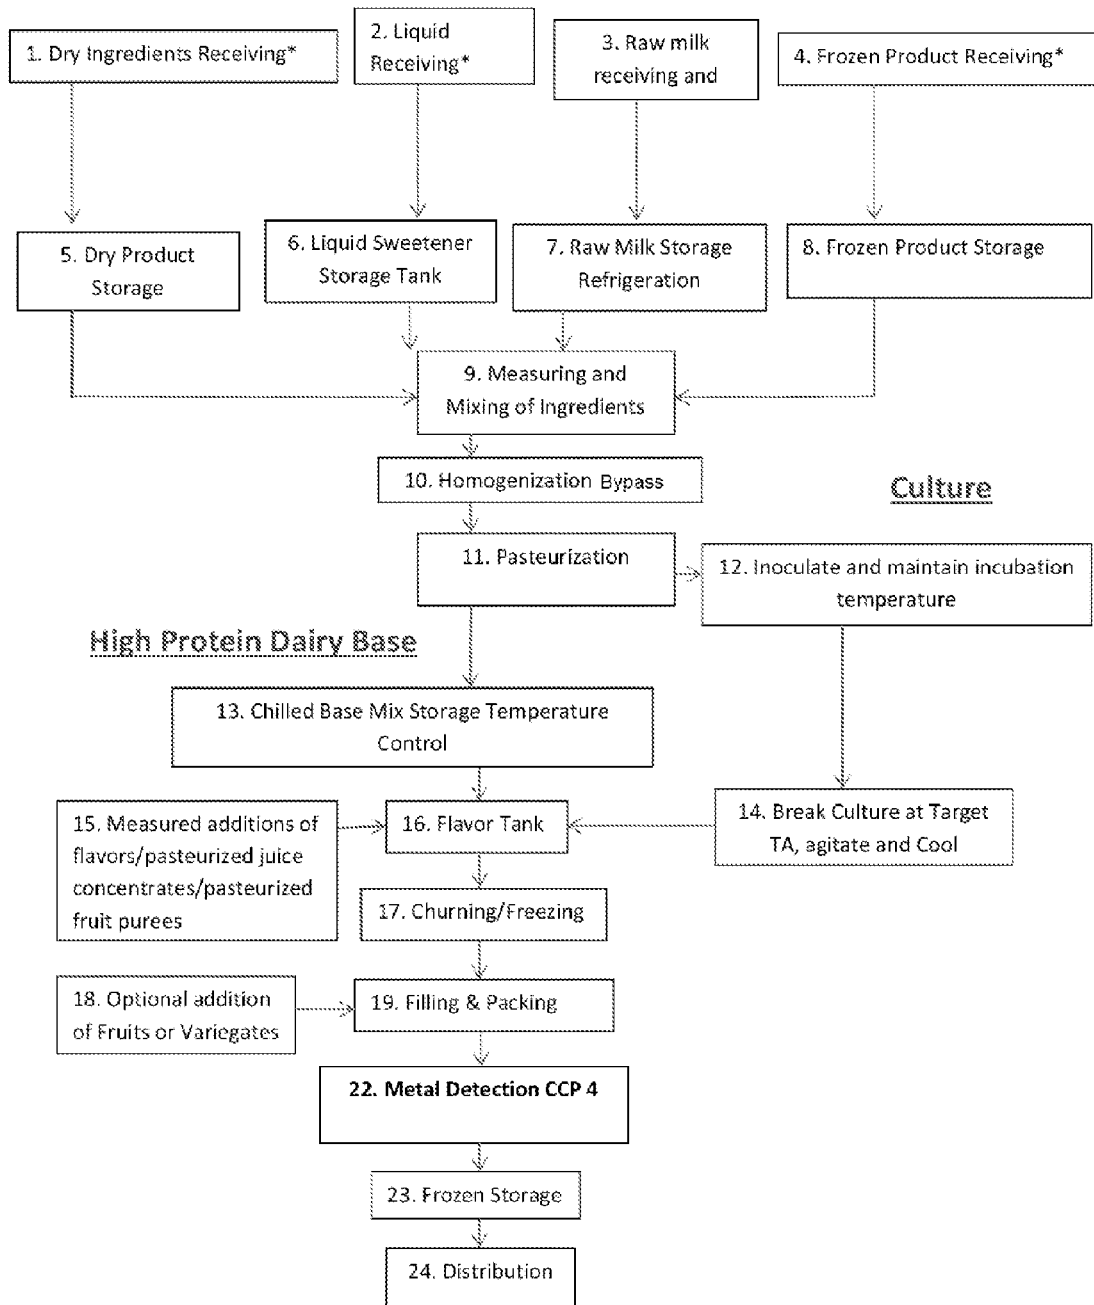 1. Dry Ingredients Receiving*
2. Liquid
Receiving*
3. Raw milk
receiving and
4. Frozen Product Receiving*
5. Dry Product
Storage
6. Liquid Sweetener
Storage Tank
7. Raw Milk Storage
Refrigeration
8. Frozen Product Storage
9. Measuring and
Mixing of Ingredients
10. Homogenization Bypass
Culture
11. Pasteurization
12. Inoculate and maintain incubation
temperature
High Protein Dairy Base
13. Chilled Base Mix Storage Temperature
Control
15. Measured additions of
flavors/pasteurized juice
concentrates/pasteurized
fruit purees
16. Flavor Tank
14. Break Culture at Target
TA, agitate and Cool
17. Churning/Freezing
18. Optional addition
of Fruits or Variegates
19. Filling & Packing
22. Metal Detection CCP 4
23. Frozen Storage
24. Distribution